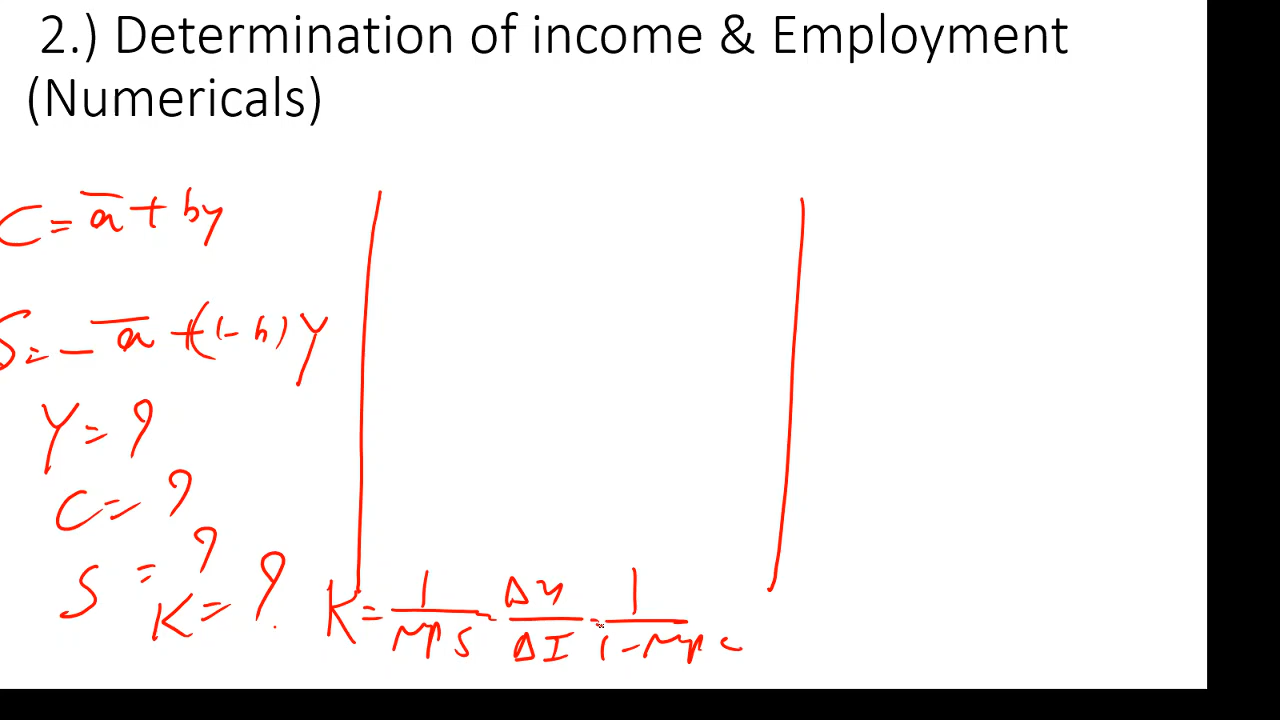 2.) Determination of income & Employment
(Numericals)
C = a̅ + by
S = - a̅ + (1 - b) Y
Y = ?
C = ?
S = ?
K = ?
K = 1/MPS = ΔY/ΔI = 1/1-MPC